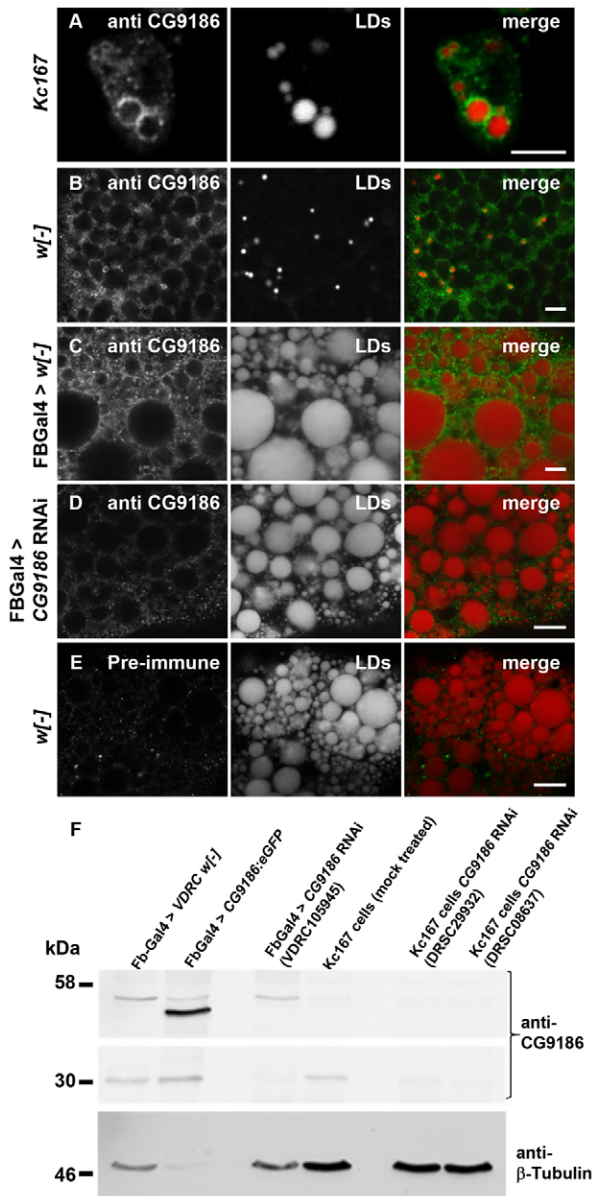 A anti CG9186 LDs merge
Kc167
B anti CG9186 LDs merge
w[-]
C anti CG9186 LDs merge
FBGal4 > w[-]
D anti CG9186 LDs merge
FBGal4 >
CG9186 RNAi
E Pre-immune LDs merge
w[-]
F
Fb-Gal4 > VDRC w[-]
FbGal4 > CG9186:eGFP
FbGal4 > CG9186 RNAi
(VDRC105945)
Kc167 cells (mock treated)
Kc167 cells CG9186 RNAi
(DRSC29932)
Kc167 cells CG9186 RNAi
(DRSC08637)
kDa
58
30
anti-
CG9186
46
anti-
β-Tubulin